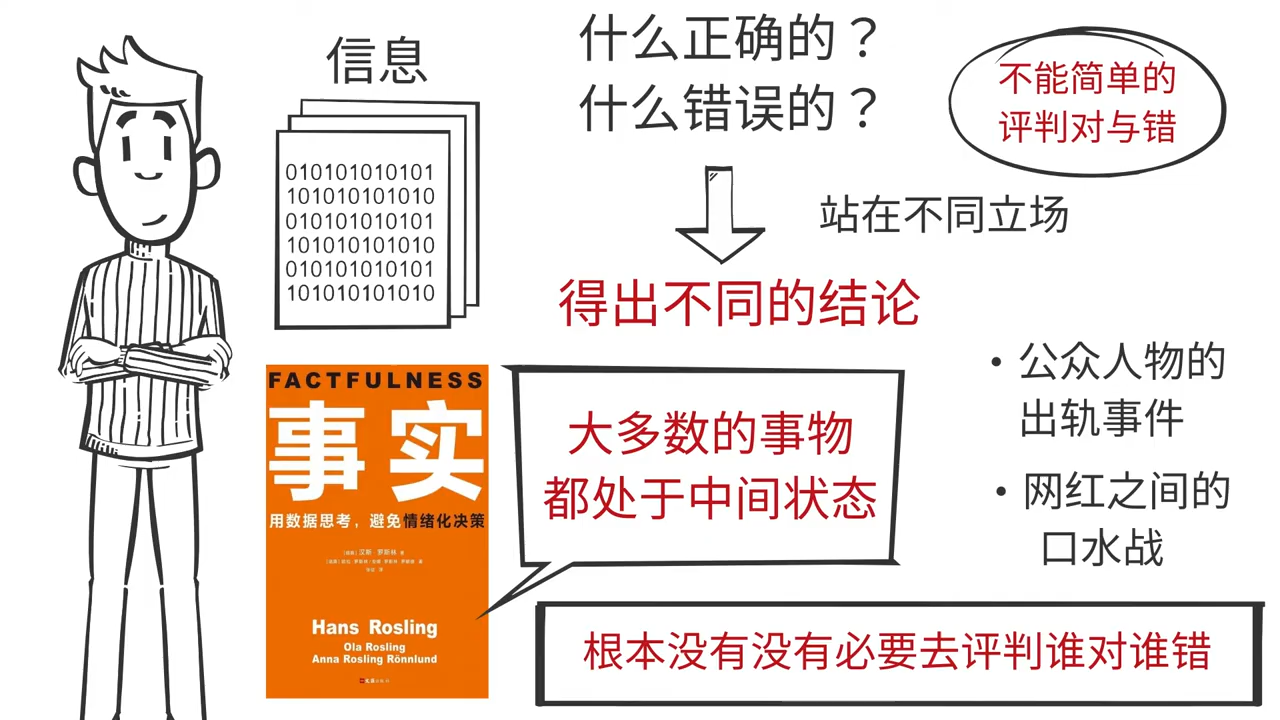 信息
010101010101
101010101010
010101010101
101010101010
010101010101
101010101010
什么正确的？
什么错误的？
不能简单的
评判对与错
站在不同立场
得出不同的结论
FACTFULNESS
事实
用数据思考，避免情绪化决策
Hans Rosling
Ola Rosling
Anna Rosling Rönnlund
大多数的事物
都处于中间状态
• 公众人物的
出轨事件
• 网红之间的
口水战
根本没有没有必要去评判谁对谁错